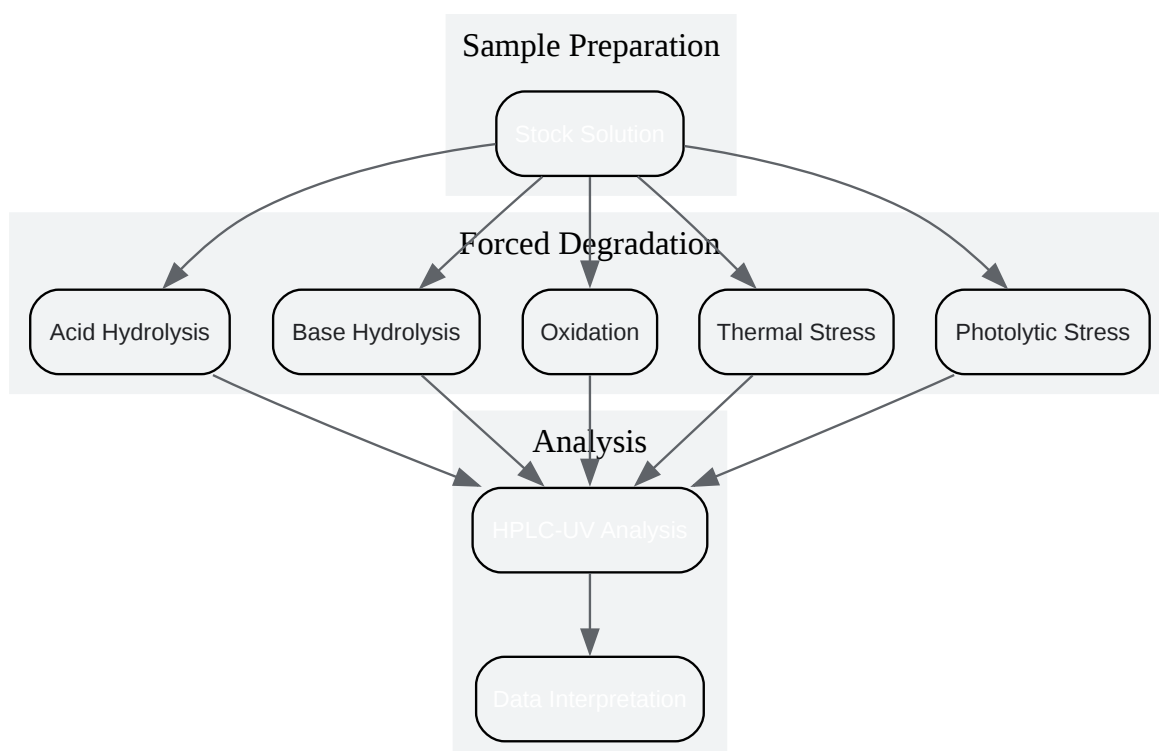 Sample Preparation
Stock Solution
Forced Degradation
Acid Hydrolysis
Base Hydrolysis
Oxidation
Thermal Stress
Photolytic Stress
Analysis
HPLC-UV Analysis
Data Interpretation